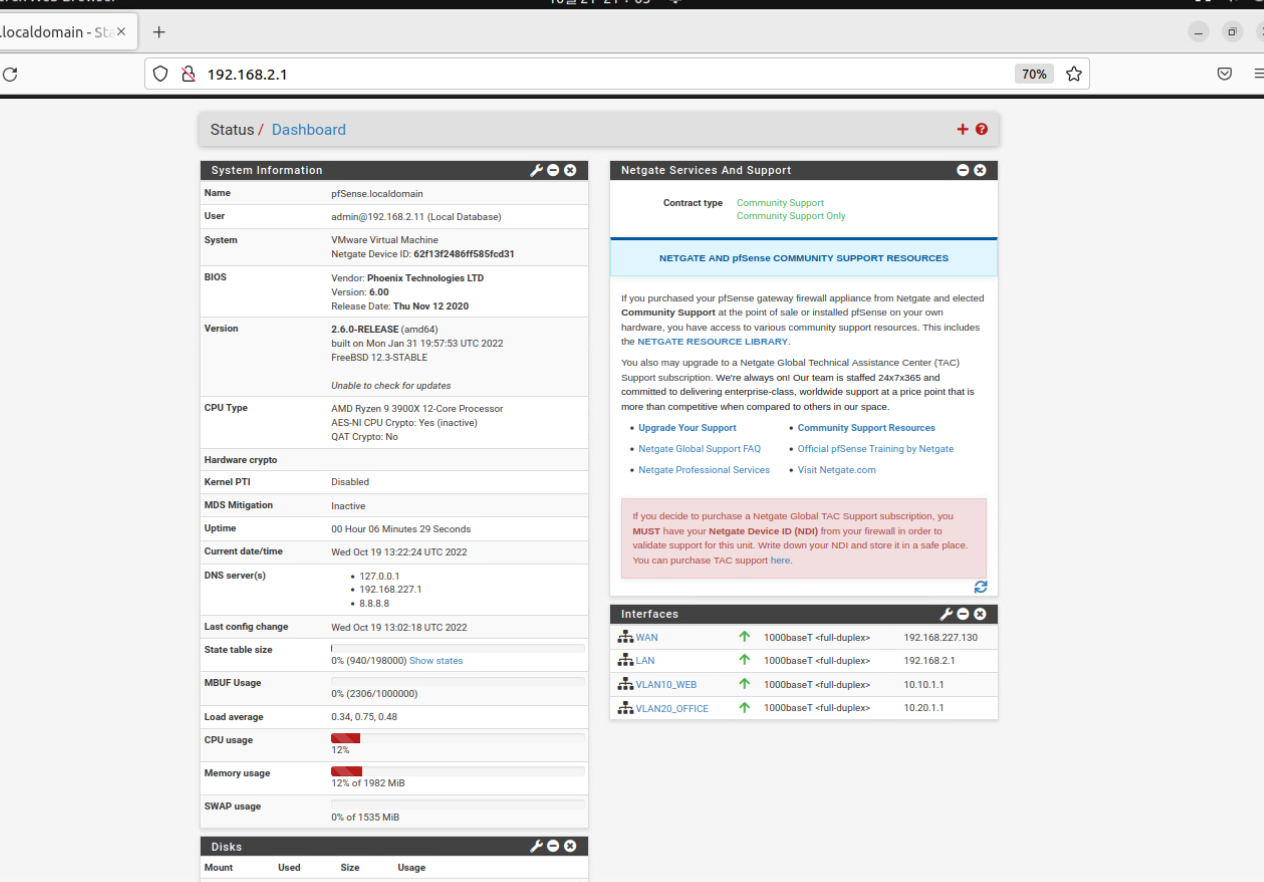 .localdomain - Sta
192.168.2.1
70%
Status / Dashboard
System Information
Name pfSense.localdomain
User admin@192.168.2.11 (Local Database)
System VMware Virtual Machine
Netgate Device ID: 62f13f2486ff585fcd31
BIOS Vendor: Phoenix Technologies LTD
Version: 6.00
Release Date: Thu Nov 12 2020
Version 2.6.0-RELEASE (amd64)
built on Mon Jan 31 19:57:53 UTC 2022
FreeBSD 12.3-STABLE
Unable to check for updates
CPU Type AMD Ryzen 9 3900X 12-Core Processor
AES-NI CPU Crypto: Yes (inactive)
QAT Crypto: No
Hardware crypto
Kernel PTI Disabled
MDS Mitigation Inactive
Uptime 00 Hour 06 Minutes 29 Seconds
Current date/time Wed Oct 19 13:22:24 UTC 2022
DNS server(s) • 127.0.0.1
• 192.168.227.1
• 8.8.8.8
Last config change Wed Oct 19 13:02:18 UTC 2022
State table size
0% (940/198000) Show states
MBUF Usage
0% (2306/1000000)
Load average 0.34, 0.75, 0.48
CPU usage
12%
Memory usage
12% of 1982 MiB
SWAP usage
0% of 1535 MiB
Disks
Mount Used Size Usage
Netgate Services And Support
Contract type Community Support
Community Support Only
NETGATE AND pfSense COMMUNITY SUPPORT RESOURCES
If you purchased your pfSense gateway firewall appliance from Netgate and elected
Community Support at the point of sale or installed pfSense on your own
hardware, you have access to various community support resources. This includes
the NETGATE RESOURCE LIBRARY.
You also may upgrade to a Netgate Global Technical Assistance Center (TAC)
Support subscription. We're always on! Our team is staffed 24x7x365 and
committed to delivering enterprise-class, worldwide support at a price point that is
more than competitive when compared to others in our space.
• Upgrade Your Support • Community Support Resources
• Netgate Global Support FAQ • Official pfSense Training by Netgate
• Netgate Professional Services • Visit Netgate.com
If you decide to purchase a Netgate Global TAC Support subscription, you
MUST have your Netgate Device ID (NDI) from your firewall in order to
validate support for this unit. Write down your NDI and store it in a safe place.
You can purchase TAC support here.
Interfaces
WAN 1000baseT <full-duplex> 192.168.227.130
LAN 1000baseT <full-duplex> 192.168.2.1
VLAN10_WEB 1000baseT <full-duplex> 10.10.1.1
VLAN20_OFFICE 1000baseT <full-duplex> 10.20.1.1